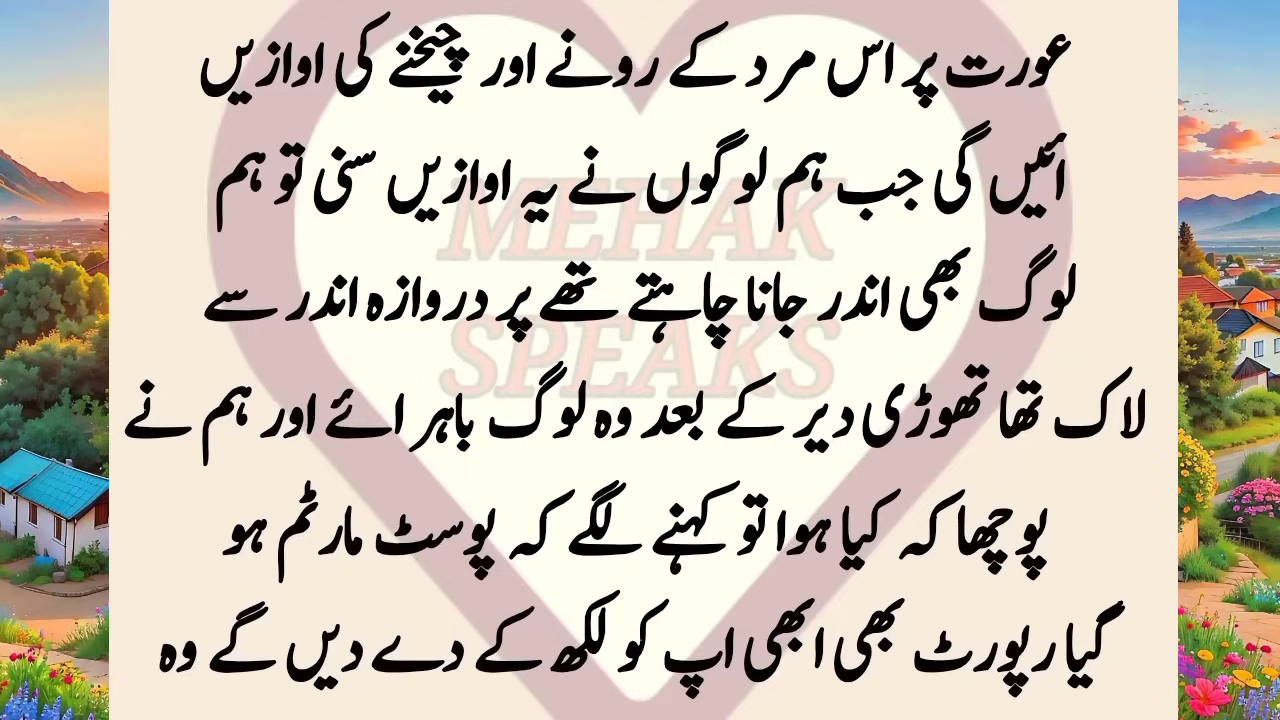 عورت پر اس مرد کے رونے اور چیخنے کی اوازیں
ائیں گی جب ہم لوگوں نے یہ اوازیں سنی تو ہم
لوگ بھی اندر جانا چاہتے تھے پر دروازہ اندر سے
لاک تھا تھوڑی دیر کے بعد وہ لوگ باہر ائے اور ہم نے
پوچھا کہ کیا ہوا تو کہنے لگے کہ پوسٹ مارٹم ہو
گیا رپورٹ بھی ابھی اپ کو لکھ کے دے دیں گے وہ
MEHAK
SPEAKS